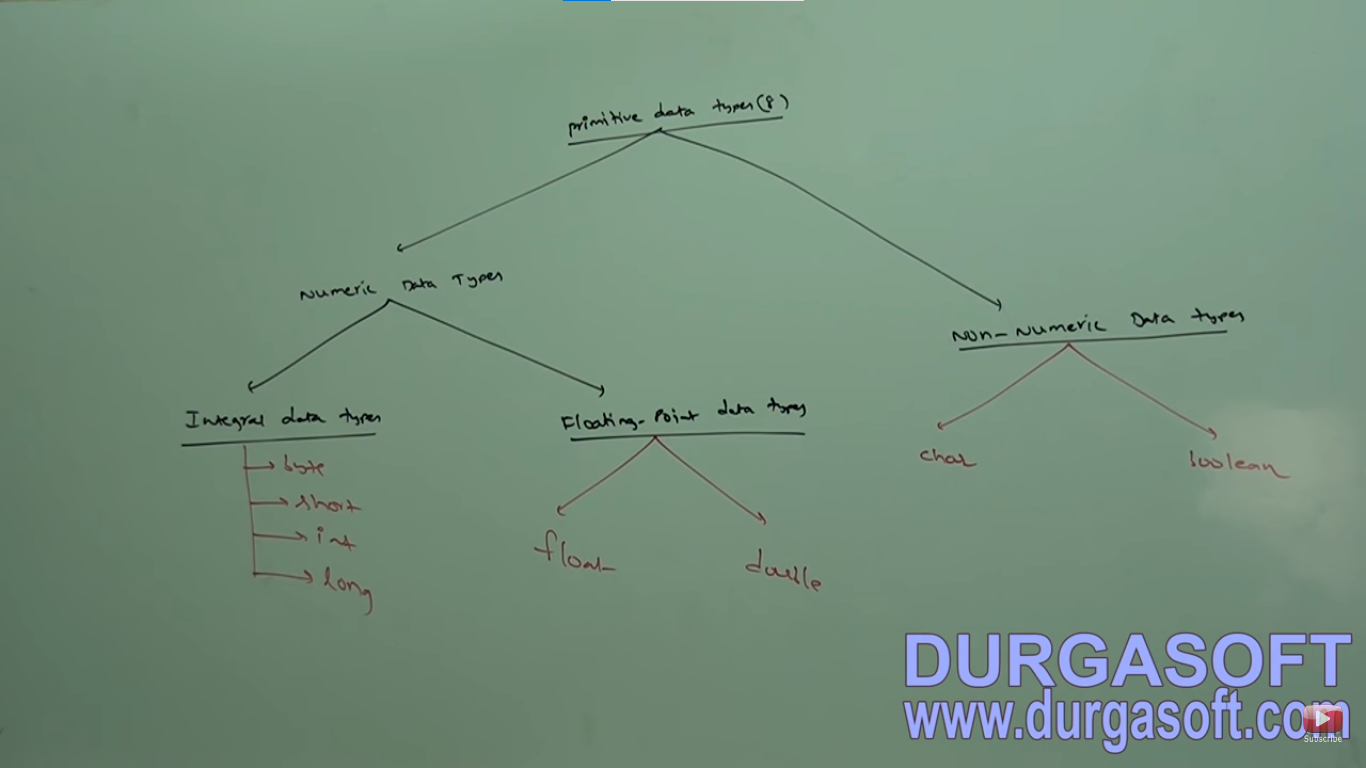 primitive data types (8)
Numeric Data Types
Non-Numeric Data types
Integral data types
Floating-Point data types
byte
short
int
long
float
double
char
boolean
DURGASOFT
www.durgasoft.com
Subscribe